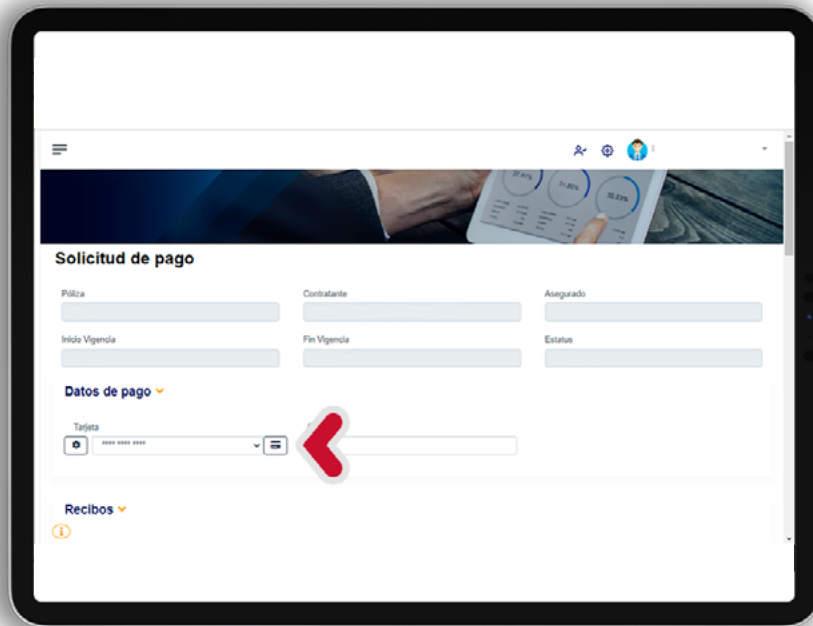 Solicitud de pago
Póliza
Contratante
Asegurado
Inicio Vigencia
Fin Vigencia
Estatus
Datos de pago
Tarjeta
**** **** ****
Recibos